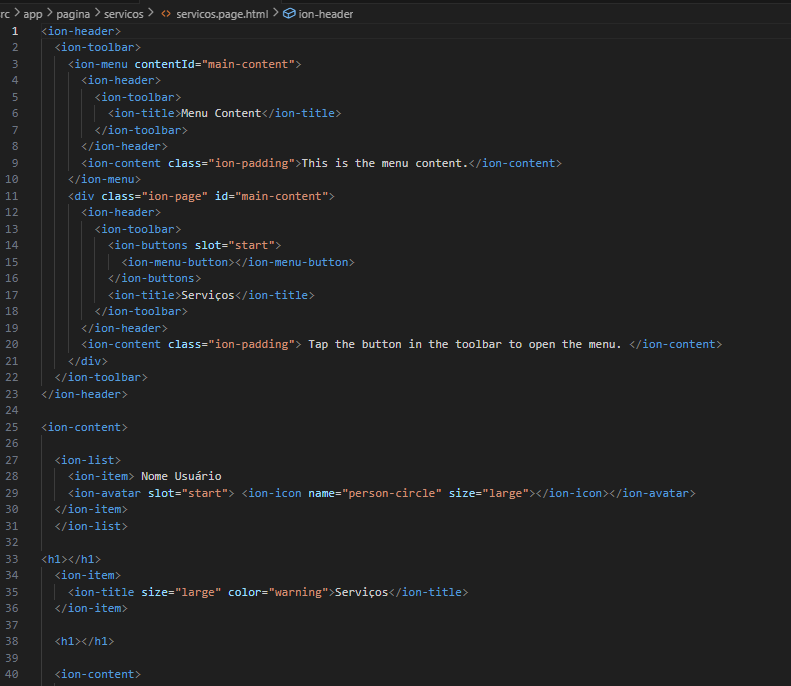 rc > app > pagina > servicos > <> servicos.page.html > ion-header
1 <ion-header>
2 <ion-toolbar>
3 <ion-menu contentId="main-content">
4 <ion-header>
5 <ion-toolbar>
6 <ion-title>Menu Content</ion-title>
7 </ion-toolbar>
8 </ion-header>
9 <ion-content class="ion-padding">This is the menu content.</ion-content>
10 </ion-menu>
11 <div class="ion-page" id="main-content">
12 <ion-header>
13 <ion-toolbar>
14 <ion-buttons slot="start">
15 <ion-menu-button></ion-menu-button>
16 </ion-buttons>
17 <ion-title>Serviços</ion-title>
18 </ion-toolbar>
19 </ion-header>
20 <ion-content class="ion-padding"> Tap the button in the toolbar to open the menu. </ion-content>
21 </div>
22 </ion-toolbar>
23 </ion-header>
24
25 <ion-content>
26
27 <ion-list>
28 <ion-item> Nome Usuário
29 <ion-avatar slot="start"> <ion-icon name="person-circle" size="large"></ion-icon></ion-avatar>
30 </ion-item>
31 </ion-list>
32
33 <h1></h1>
34 <ion-item>
35 <ion-title size="large" color="warning">Serviços</ion-title>
36 </ion-item>
37
38 <h1></h1>
39
40 <ion-content>